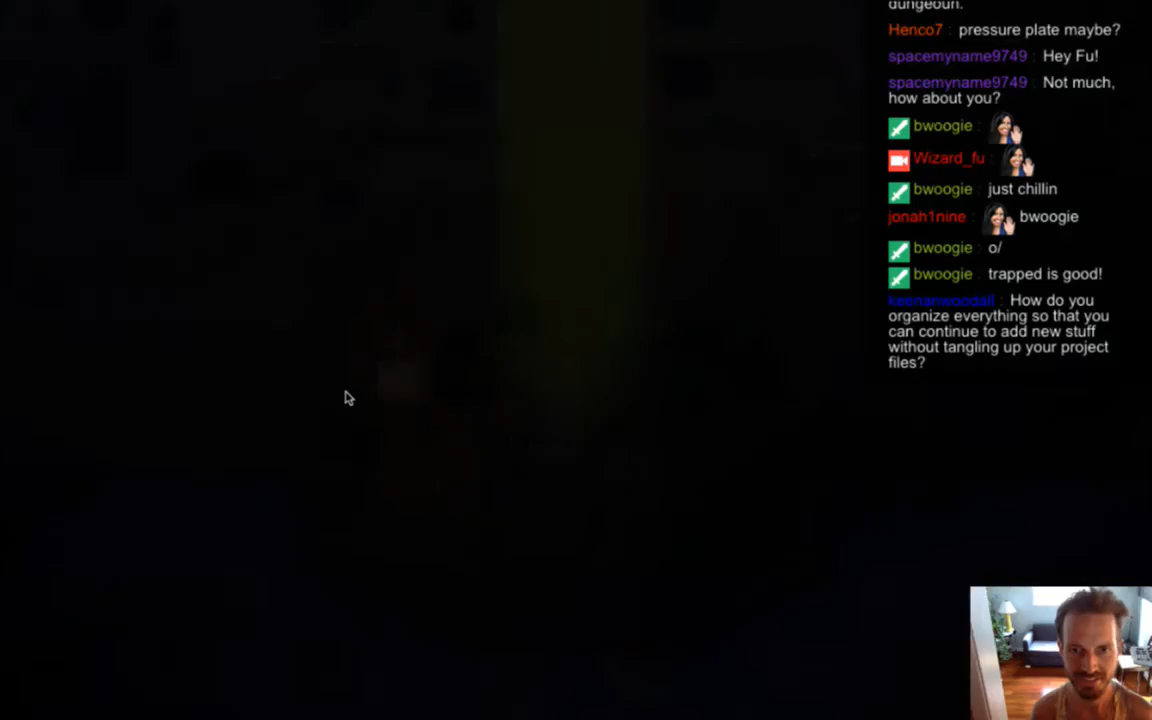 dungeoun.
Henco7 : pressure plate maybe?
spacemyname9749 : Hey Fu!
spacemyname9749 : Not much,
how about you?
bwoogie :
Wizard_fu :
bwoogie : just chillin
jonah1nine : bwoogie
bwoogie : o/
bwoogie : trapped is good!
keenanwoodall : How do you
organize everything so that you
can continue to add new stuff
without tangling up your project
files?